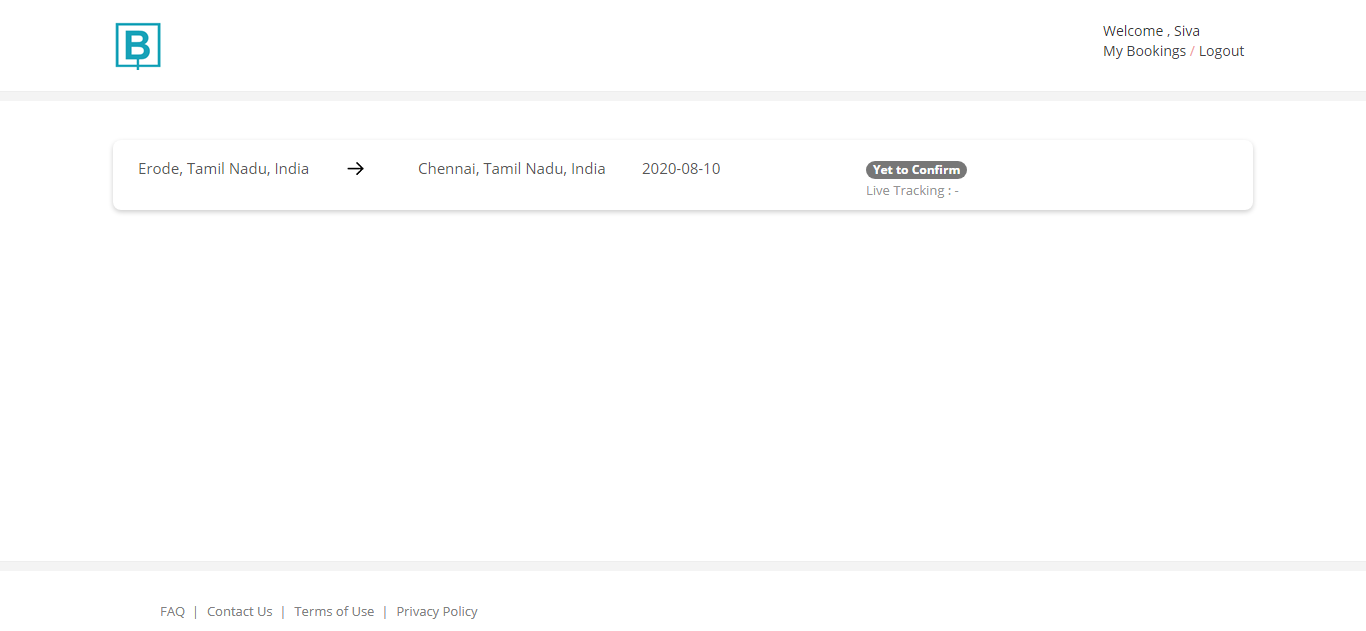 B
Welcome , Siva
My Bookings / Logout
Erode, Tamil Nadu, India → Chennai, Tamil Nadu, India 2020-08-10 Yet to Confirm
Live Tracking : -
FAQ | Contact Us | Terms of Use | Privacy Policy